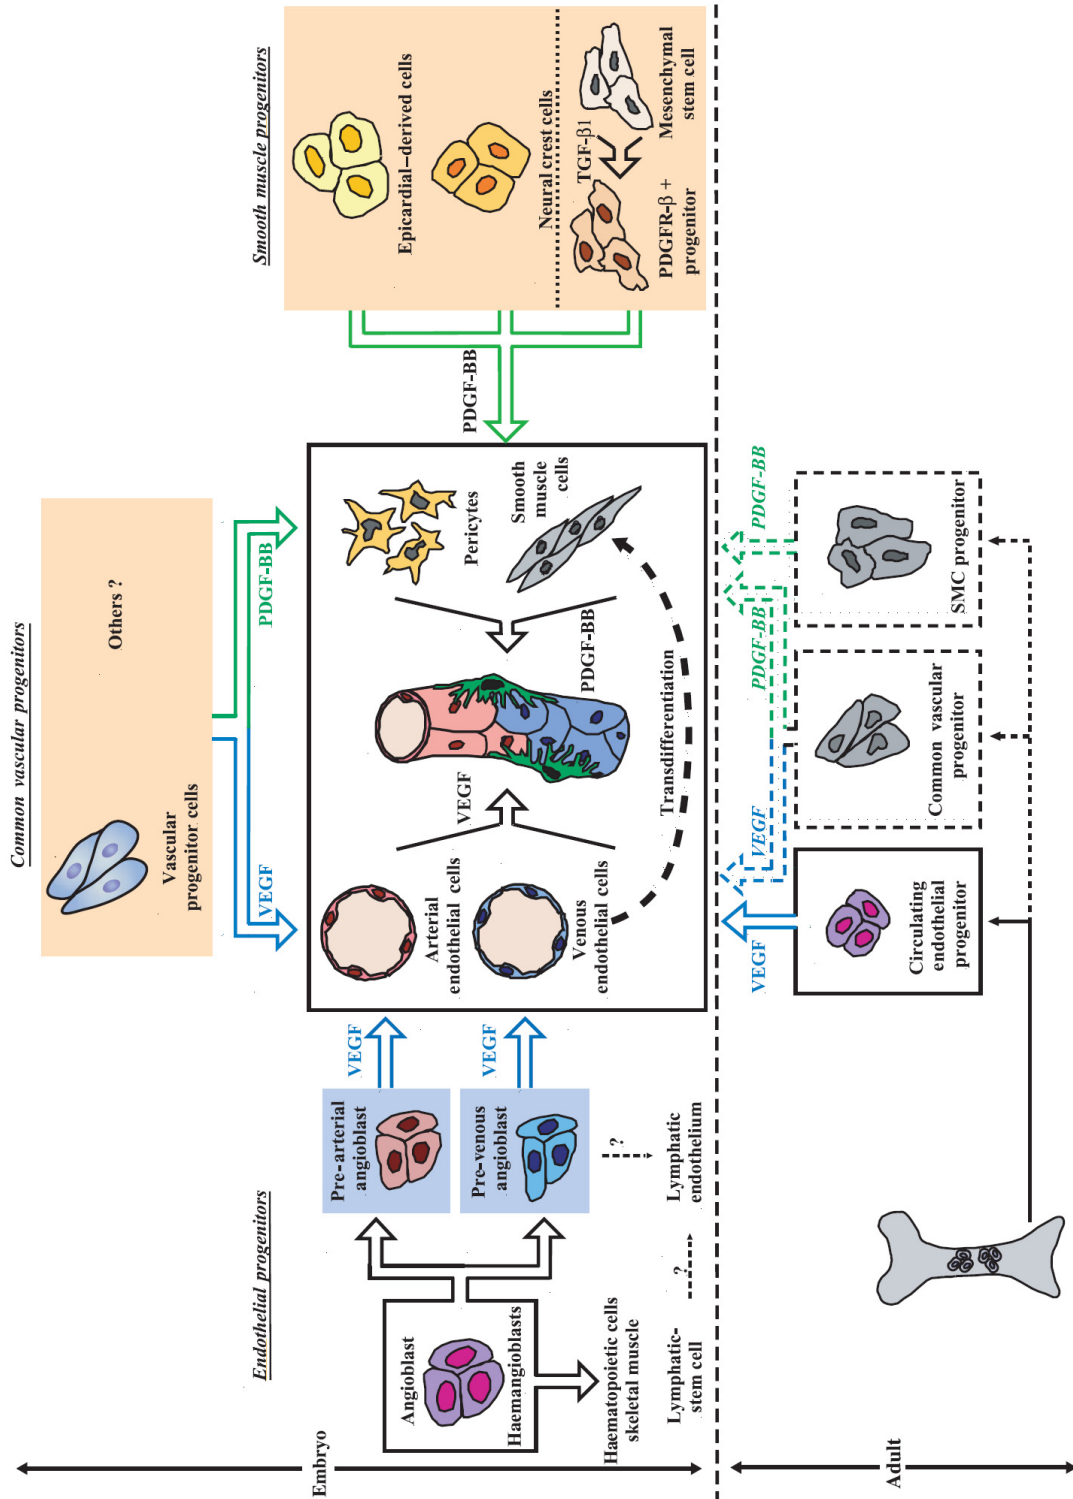 Common vascular progenitors
Others ?
Vascular
progenitor cells
VEGF
PDGF-BB
Endothelial progenitors
Smooth muscle progenitors
Embryo
Angioblast
Haemangioblasts
Haematopoietic cells
skeletal muscle
Lymphatic-
stem cell
?
Lymphatic
endothelium
?
Pre-arterial
angioblast
Pre-venous
angioblast
VEGF
VEGF
Arterial
endothelial cells
Venous
endothelial cells
VEGF
PDGF-BB
Pericytes
Smooth
muscle
cells
Transdifferentiation
PDGF-BB
Epicardial-derived cells
Neural crest cells
TGF-β1
PDGFR-β +
progenitor
Mesenchymal
stem cell
Adult
VEGF
VEGF
PDGF-BB
PDGF-BB
Circulating
endothelial
progenitor
Common vascular
progenitor
SMC progenitor